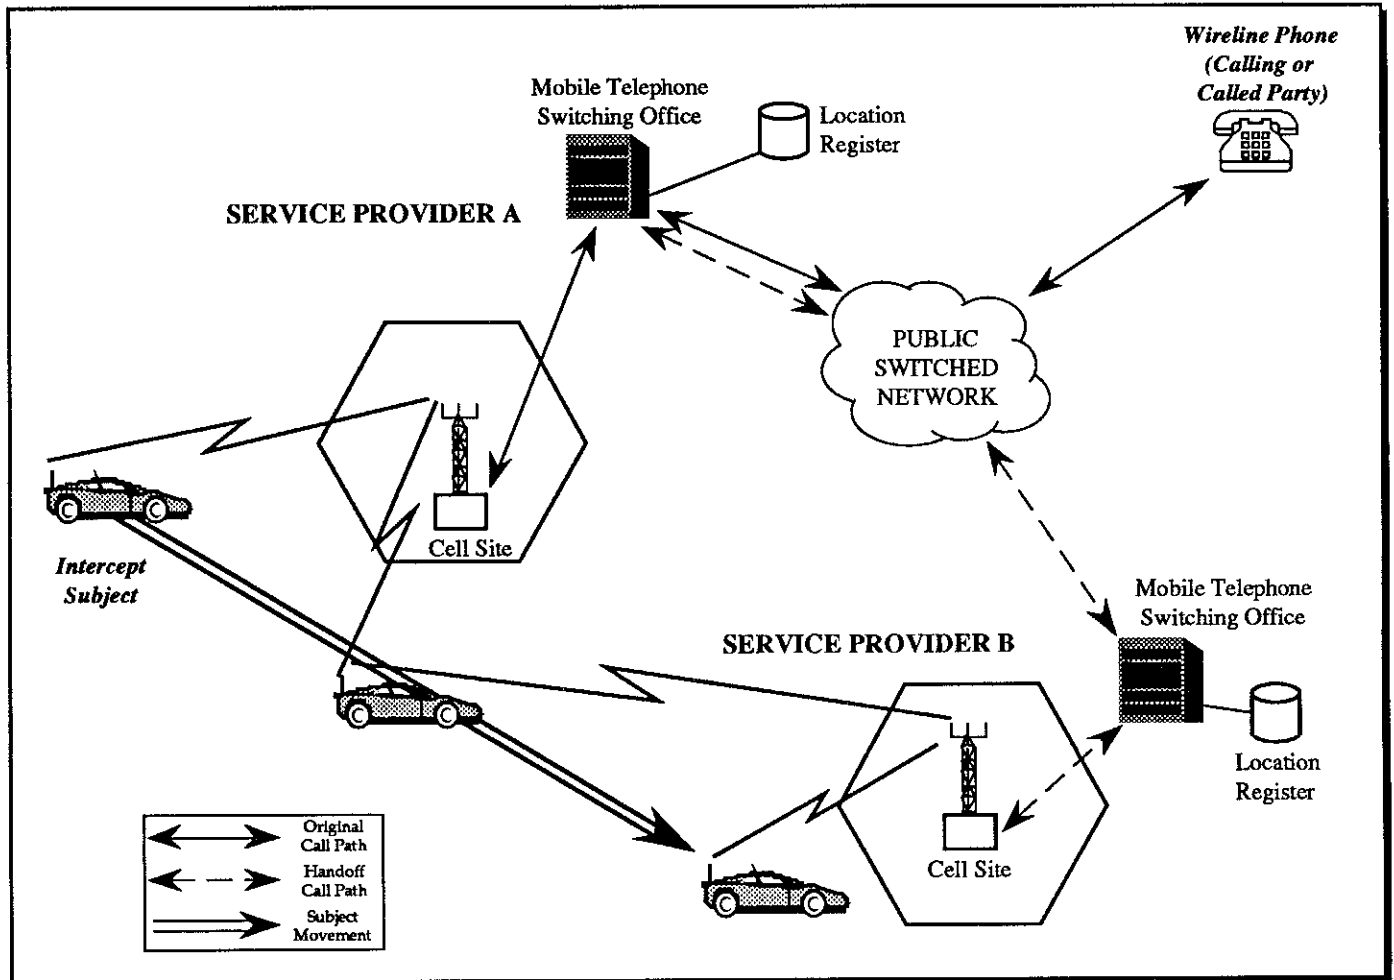 Wireline Phone
(Calling or
Called Party)
Mobile Telephone
Switching Office
Location
Register
SERVICE PROVIDER A
PUBLIC
SWITCHED
NETWORK
Cell Site
Intercept
Subject
Mobile Telephone
Switching Office
SERVICE PROVIDER B
Location
Register
Cell Site
Original
Call Path
Handoff
Call Path
Subject
Movement